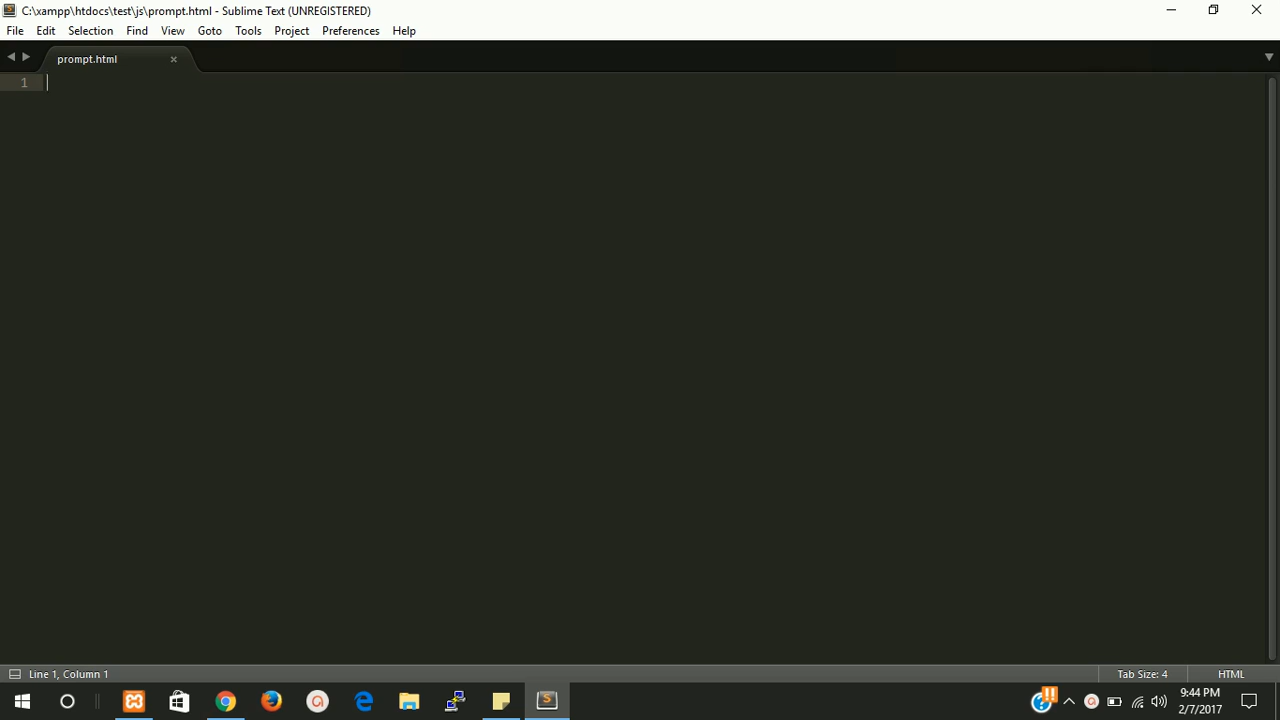 C:\xampp\htdocs\test\js\prompt.html - Sublime Text (UNREGISTERED)
File Edit Selection Find View Goto Tools Project Preferences Help
prompt.html
1
Line 1, Column 1
Tab Size: 4
HTML
9:44 PM
2/7/2017